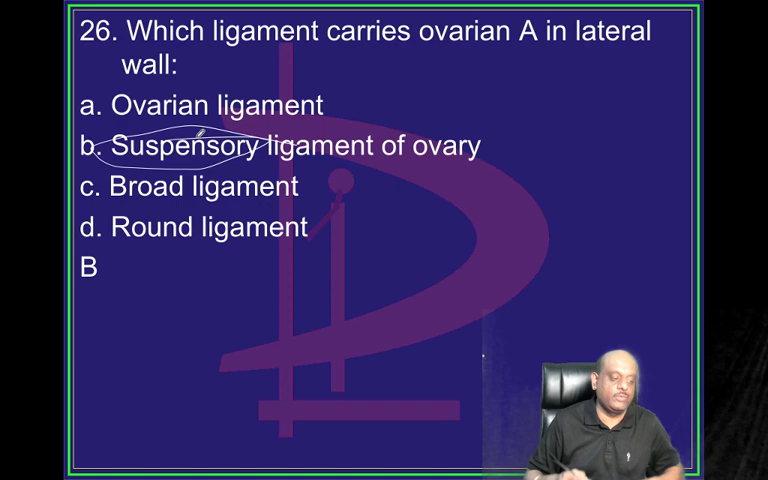 26. Which ligament carries ovarian A in lateral
wall:
a. Ovarian ligament
b. Suspensory ligament of ovary
c. Broad ligament
d. Round ligament
B